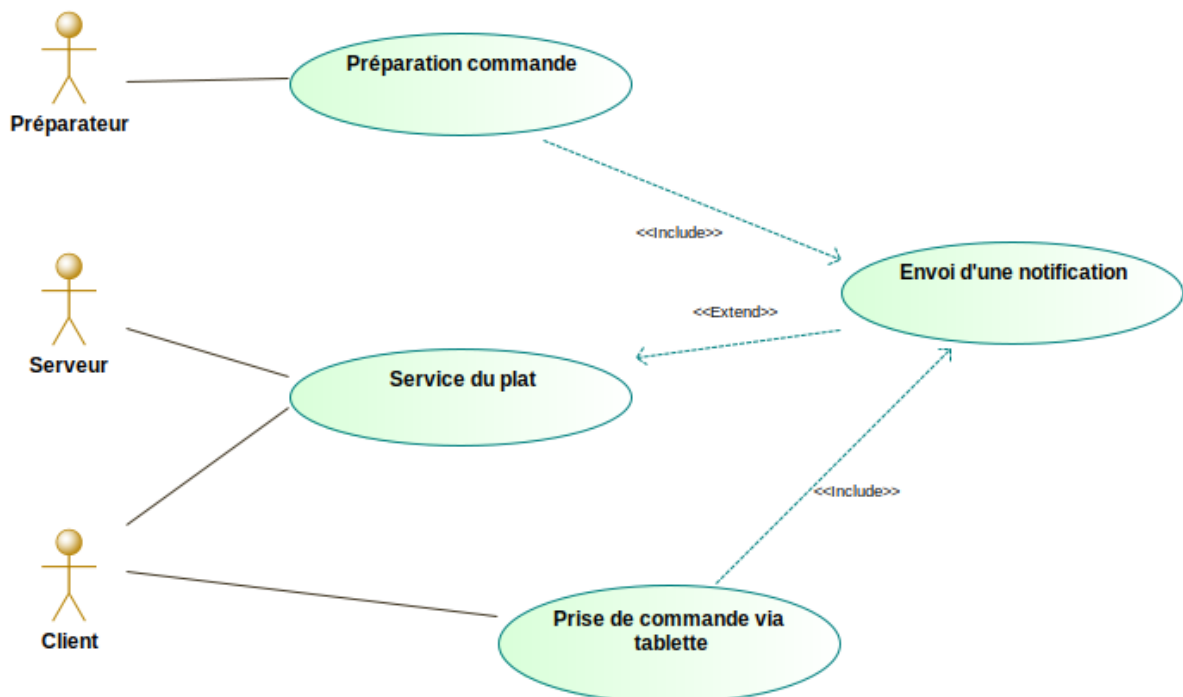 Préparation commande
Préparateur
<<Include>>
Envoi d'une notification
<<Extend>>
Serveur
Service du plat
<<Include>>
Prise de commande via
tablette
Client